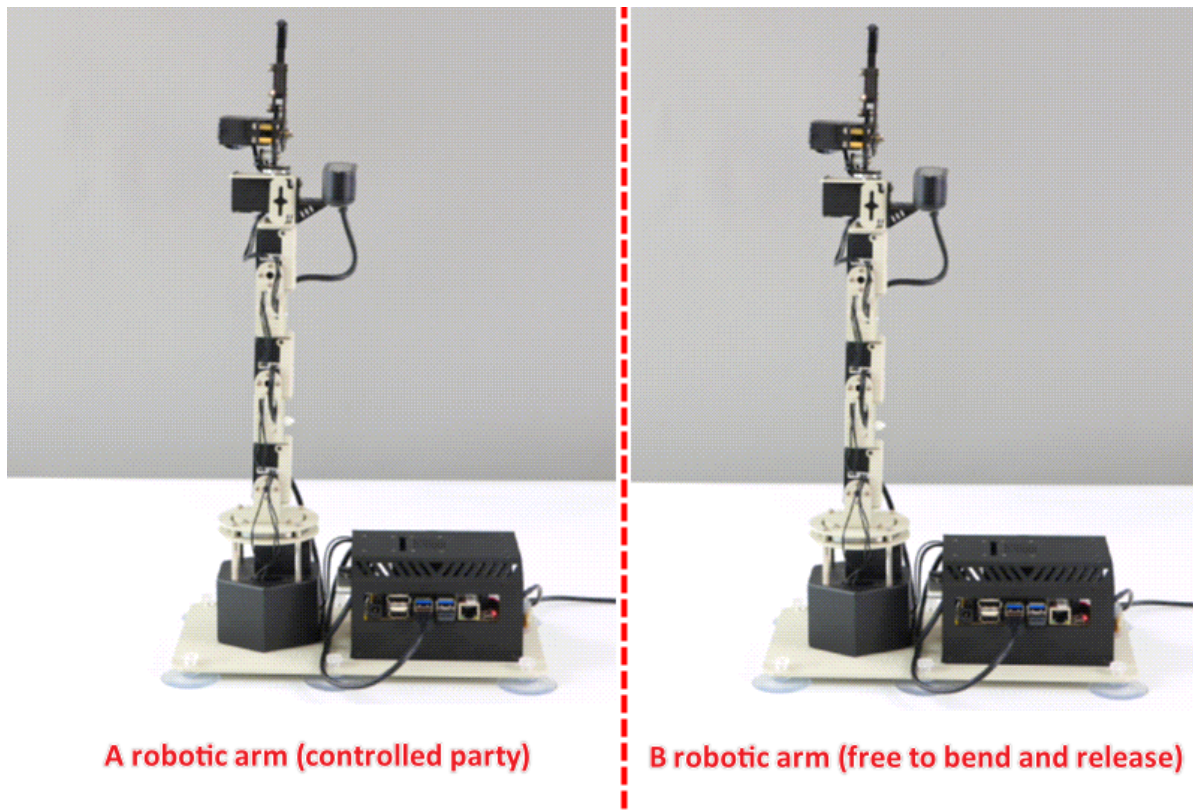 A robotic arm (controlled party)
B robotic arm (free to bend and release)